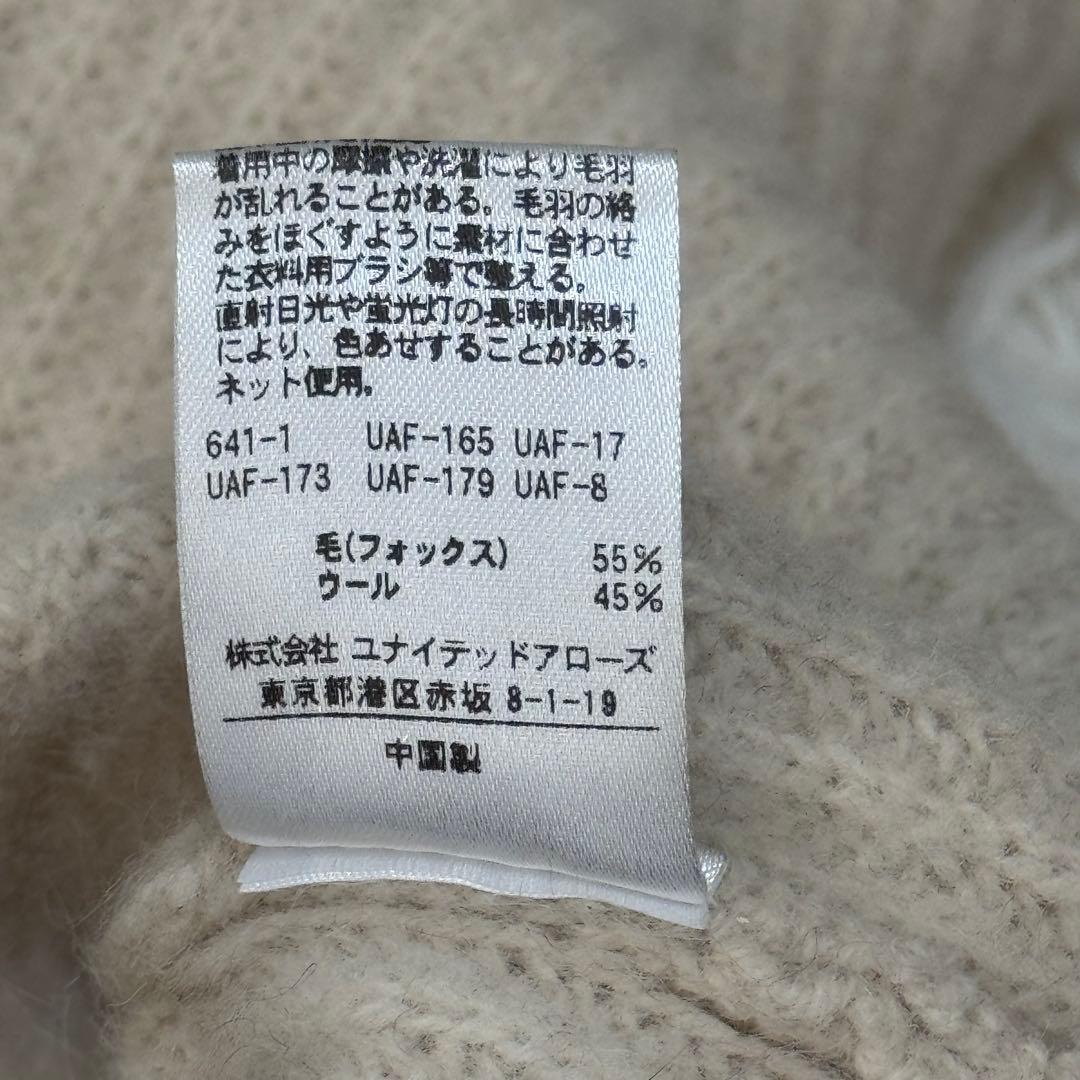 着用中の摩擦や洗濯により毛羽
が乱れることがある。毛羽の絡
みをほぐすように素材に合わせ
た衣料用ブラシ等で整える。
直射日光や蛍光灯の長時間照射
により、色あせすることがある。
ネット使用。
641-1 UAF-165 UAF-17
UAF-173 UAF-179 UAF-8
毛(フォックス) 55%
ウール 45%
株式会社 ユナイテッドアローズ
東京都港区赤坂 8-1-19
中国製